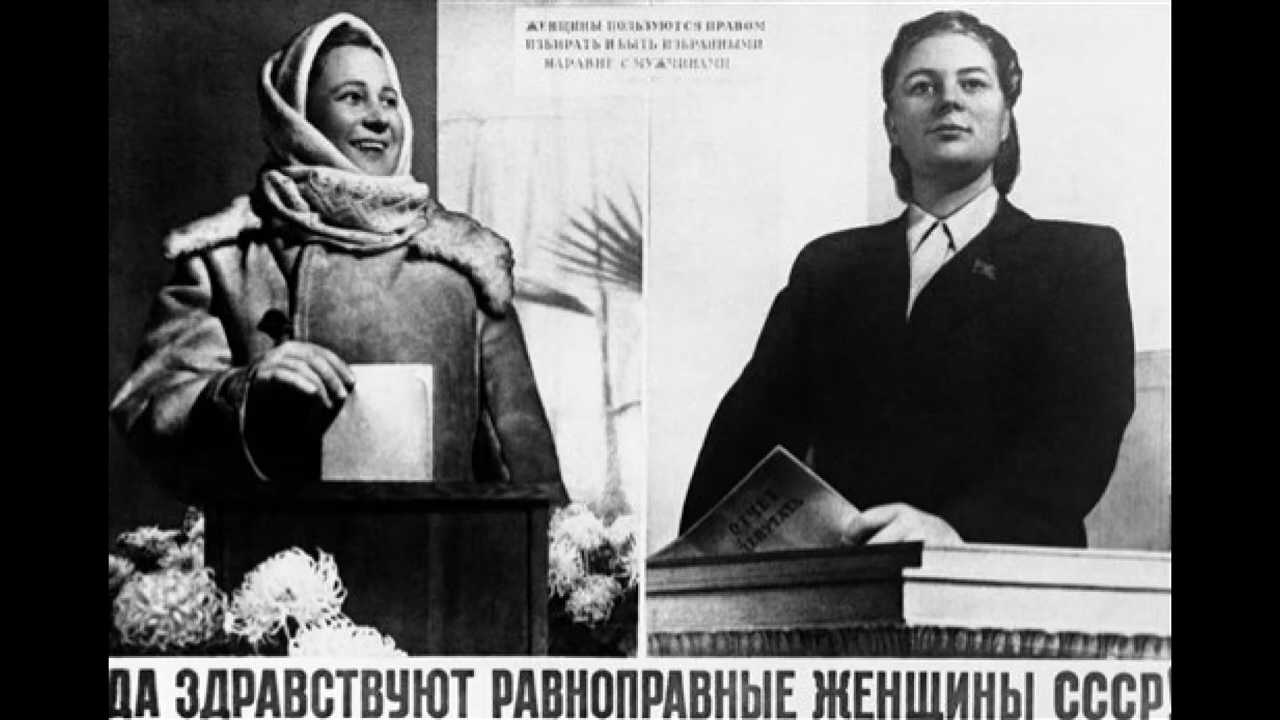 ЖЕНЩИНЫ ПОЛЬЗУЮТСЯ ПРАВОМ
ИЗБИРАТЬ И БЫТЬ ИЗБРАННЫМИ
НАРАВНЕ С МУЖЧИНАМИ
ОТЧЕТ
ДЕПУТАТА
ДА ЗДРАВСТВУЮТ РАВНОПРАВНЫЕ ЖЕНЩИНЫ СССР!